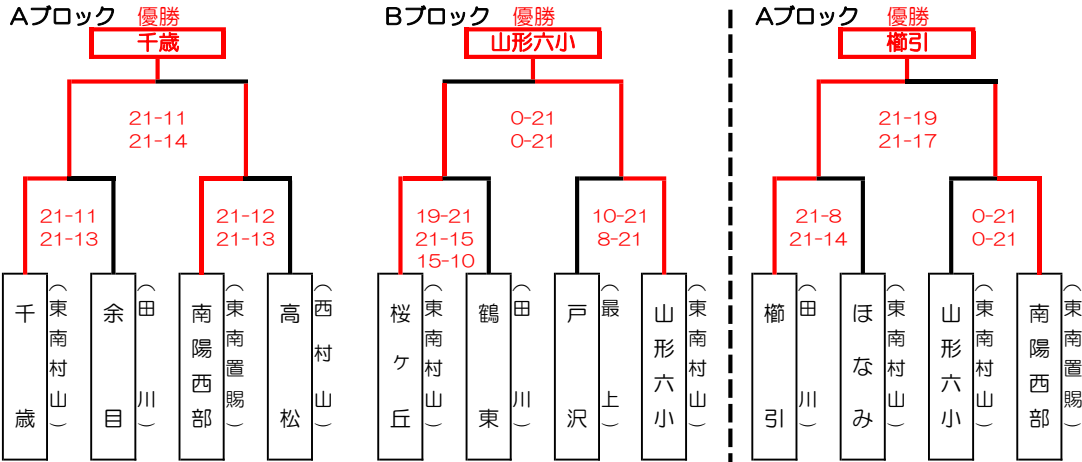 Aブロック 優勝
千歳
21-11
21-14
21-11
21-13
21-12
21-13
千歳
(東南村山)
余目
(田川)
南陽西部
(東南置賜)
高松
(西村山)
Bブロック 優勝
山形六小
0-21
0-21
19-21
21-15
15-10
10-21
8-21
桜ヶ丘
(東南村山)
鶴東
(田川)
戸沢
(最上)
山形六小
(東南村山)
Aブロック 優勝
櫛引
21-19
21-17
21-8
21-14
0-21
0-21
櫛引
(田川)
ほなみ
(東南村山)
山形六小
(東南村山)
南陽西部
(東南置賜)